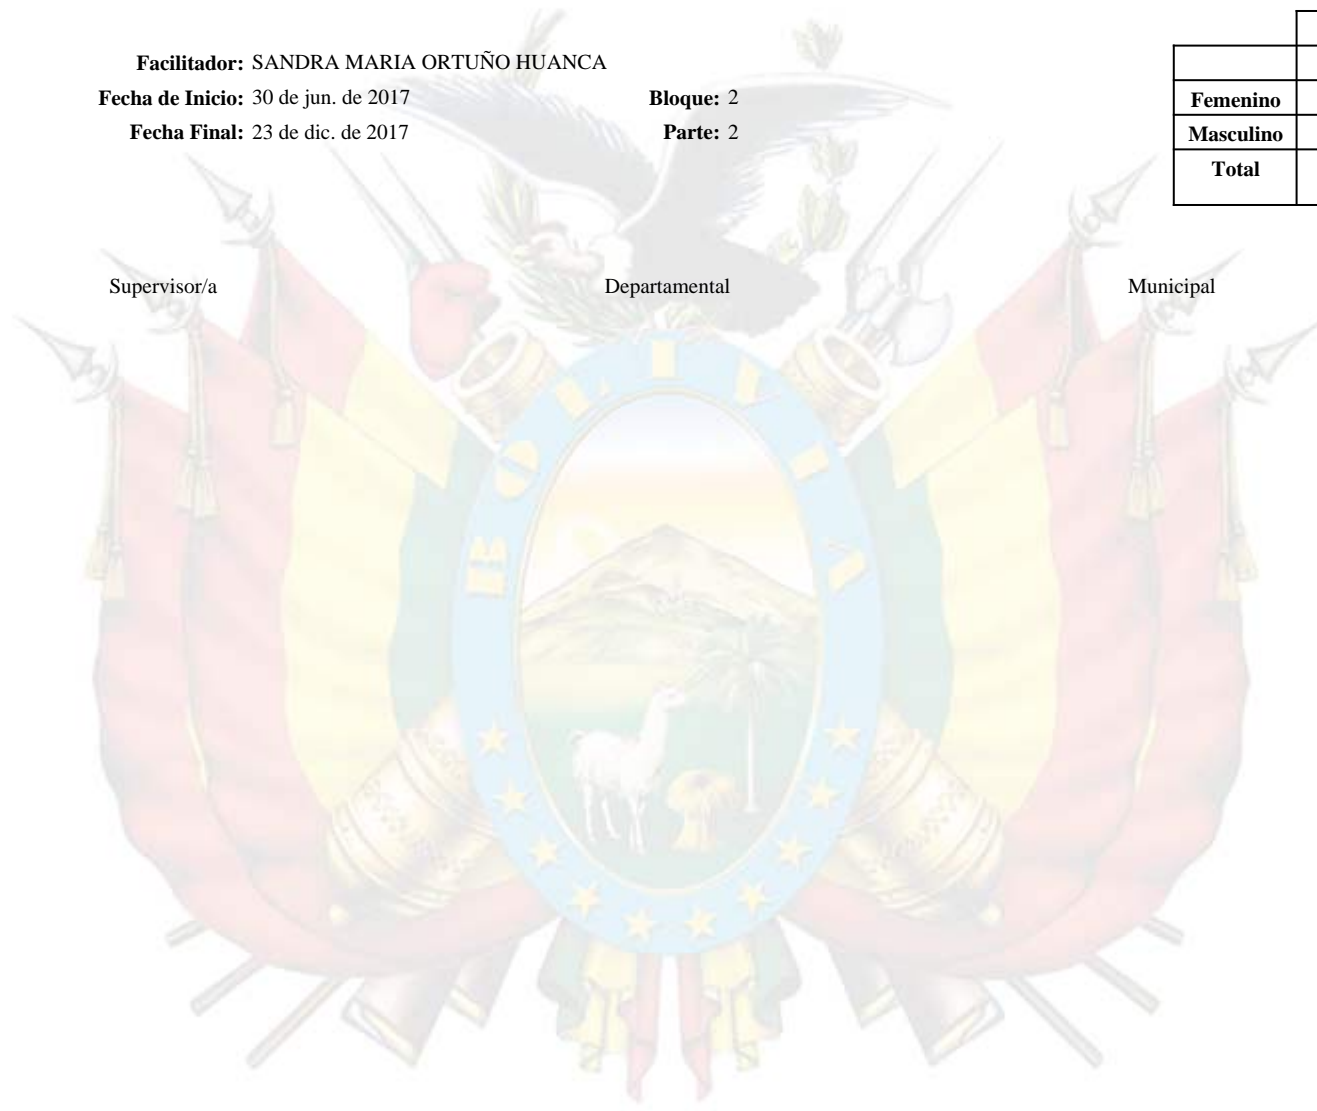 Facilitador: SANDRA MARIA ORTUÑO HUANCA
Fecha de Inicio: 30 de jun. de 2017 Bloque: 2
Fecha Final: 23 de dic. de 2017 Parte: 2
Femenino
Masculino
Total
Supervisor/a Departamental Municipal
BOLIVIA